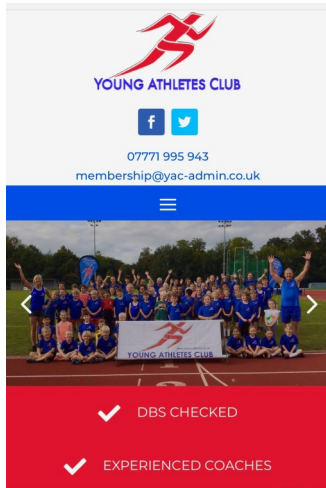 YOUNG ATHLETES CLUB
07771 995 943
membership@yac-admin.co.uk
YOUNG ATHLETES CLUB
DBS CHECKED
EXPERIENCED COACHES